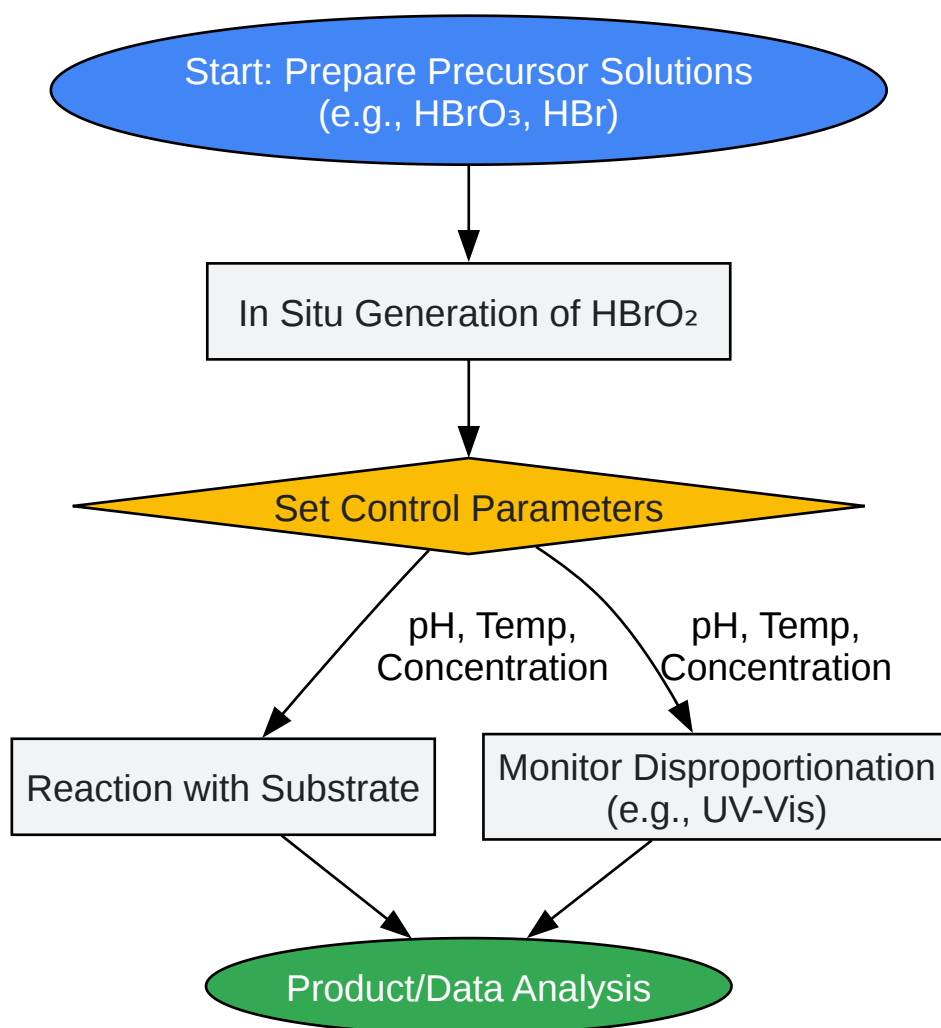 Start: Prepare Precursor Solutions
(e.g., HBrO₃, HBr)
In Situ Generation of HBrO₂
Set Control Parameters
pH, Temp,
Concentration
pH, Temp,
Concentration
Reaction with Substrate
Monitor Disproportionation
(e.g., UV-Vis)
Product/Data Analysis